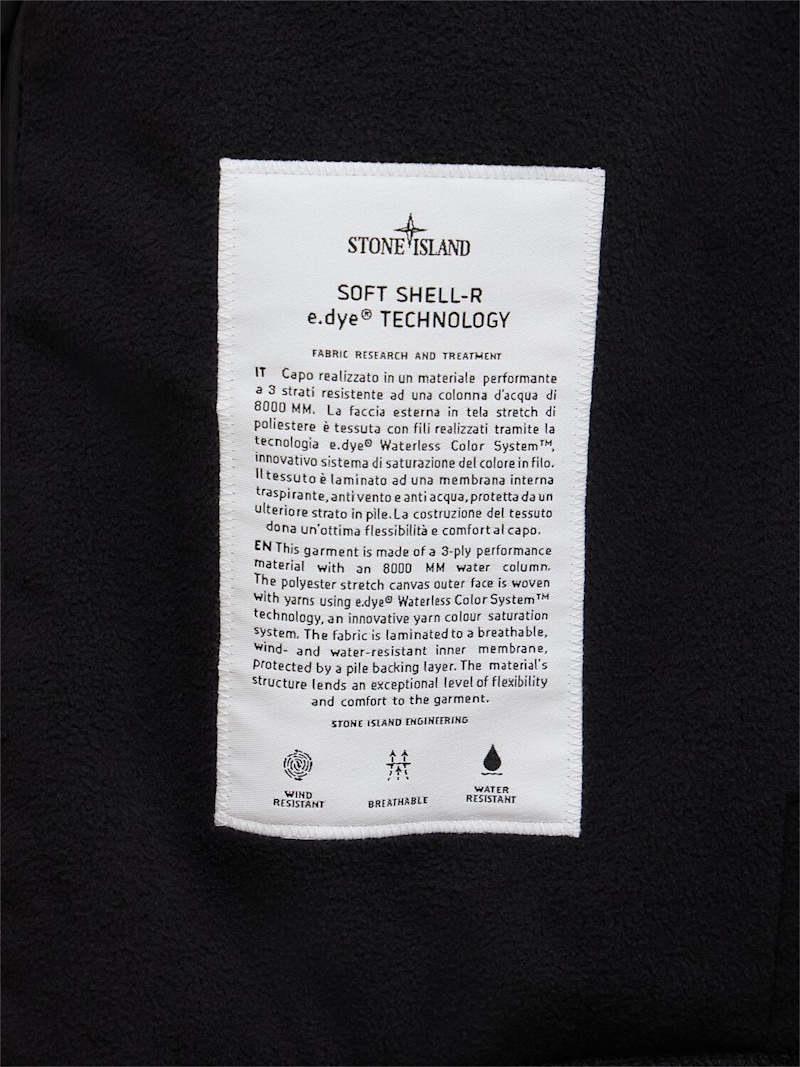 STONE ISLAND
SOFT SHELL-R
e.dye® TECHNOLOGY
FABRIC RESEARCH AND TREATMENT
IT Capo realizzato in un materiale performante
a 3 strati resistente ad una colonna d'acqua di
8000 MM. La faccia esterna in tela stretch di
poliestere è tessuta con fili realizzati tramite la
tecnologia e.dye® Waterless Color System™,
innovativo sistema di saturazione del colore in filo.
Il tessuto è laminato ad una membrana interna
traspirante, anti vento e anti acqua, protetta da un
ulteriore strato in pile. La costruzione del tessuto
dona un'ottima flessibilità e comfort al capo.
EN This garment is made of a 3-ply performance
material with an 8000 MM water column.
The polyester stretch canvas outer face is woven
with yarns using e.dye® Waterless Color System™
technology, an innovative yarn colour saturation
system. The fabric is laminated to a breathable,
wind- and water-resistant inner membrane,
protected by a pile backing layer. The material's
structure lends an exceptional level of flexibility
and comfort to the garment.
STONE ISLAND ENGINEERING
WIND
RESISTANT
BREATHABLE
WATER
RESISTANT